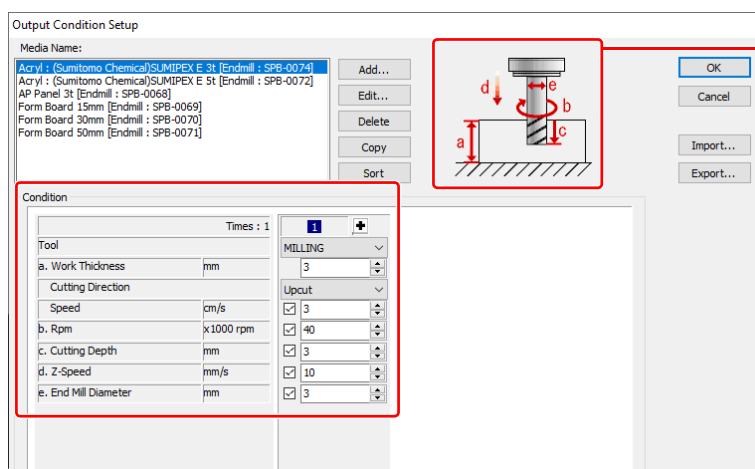 Output Condition Setup
Media Name:
Acryl : (Sumitomo Chemical)SUMIPEX E 3t [Endmill : SPB-0074]
Acryl : (Sumitomo Chemical)SUMIPEX E 5t [Endmill : SPB-0072]
AP Panel 3t [Endmill : SPB-0068]
Form Board 15mm [Endmill : SPB-0069]
Form Board 30mm [Endmill : SPB-0070]
Form Board 50mm [Endmill : SPB-0071]
Add...
Edit...
Delete
Copy
Sort
d
e
b
a
c
OK
Cancel
Import...
Export...
Condition
Times : 1 1
Tool MILLING
a. Work Thickness mm 3
Cutting Direction Upcut
Speed cm/s 3
b. Rpm x1000 rpm 40
c. Cutting Depth mm 3
d. Z-Speed mm/s 10
e. End Mill Diameter mm 3